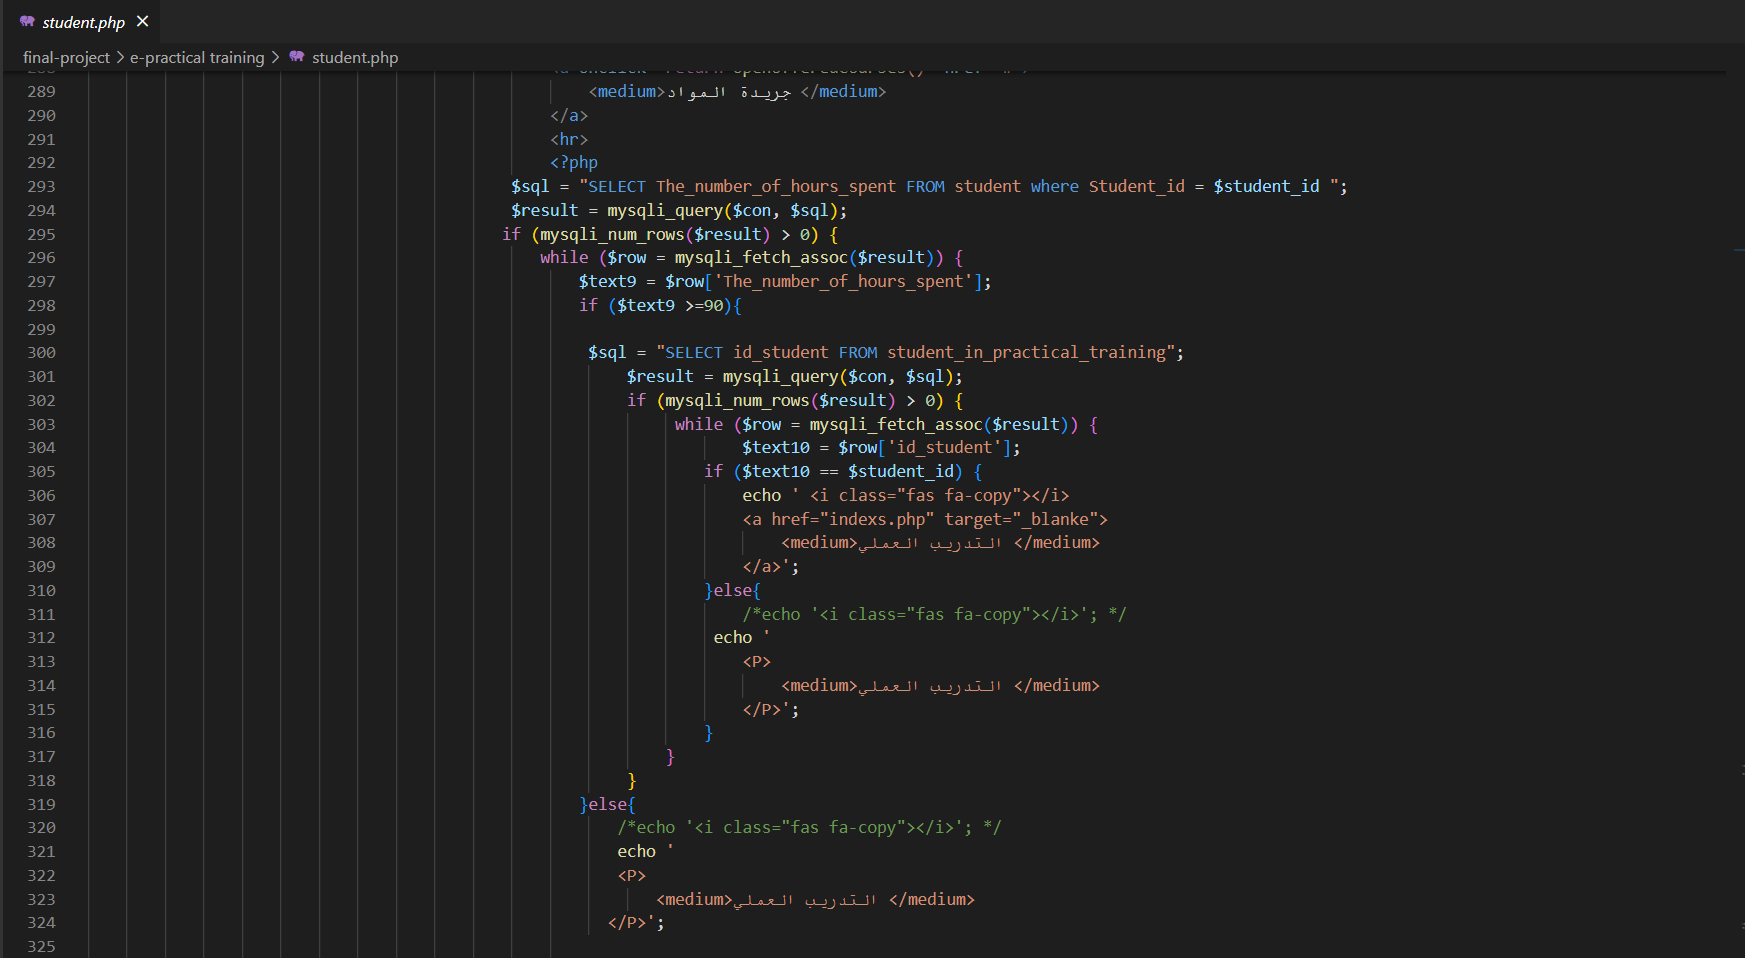 student.php
final-project > e-practical training > student.php
289 <medium>جريدة المواد </medium>
290 </a>
291 <hr>
292 <?php
293 $sql = "SELECT The_number_of_hours_spent FROM student where Student_id = $student_id ";
294 $result = mysqli_query($con, $sql);
295 if (mysqli_num_rows($result) > 0) {
296 while ($row = mysqli_fetch_assoc($result)) {
297 $text9 = $row['The_number_of_hours_spent'];
298 if ($text9 >=90){
299
300 $sql = "SELECT id_student FROM student_in_practical_training";
301 $result = mysqli_query($con, $sql);
302 if (mysqli_num_rows($result) > 0) {
303 while ($row = mysqli_fetch_assoc($result)) {
304 $text10 = $row['id_student'];
305 if ($text10 == $student_id) {
306 echo ' <i class="fas fa-copy"></i>
307 <a href="indexs.php" target="_blanke">
308 <medium>التدريب العملي </medium>
309 </a>';
310 }else{
311 /*echo '<i class="fas fa-copy"></i>'; */
312 echo '
313 <P>
314 <medium>التدريب العملي </medium>
315 </P>';
316 }
317 }
318 }
319 }else{
320 /*echo '<i class="fas fa-copy"></i>'; */
321 echo '
322 <P>
323 <medium>التدريب العملي </medium>
324 </P>';
325